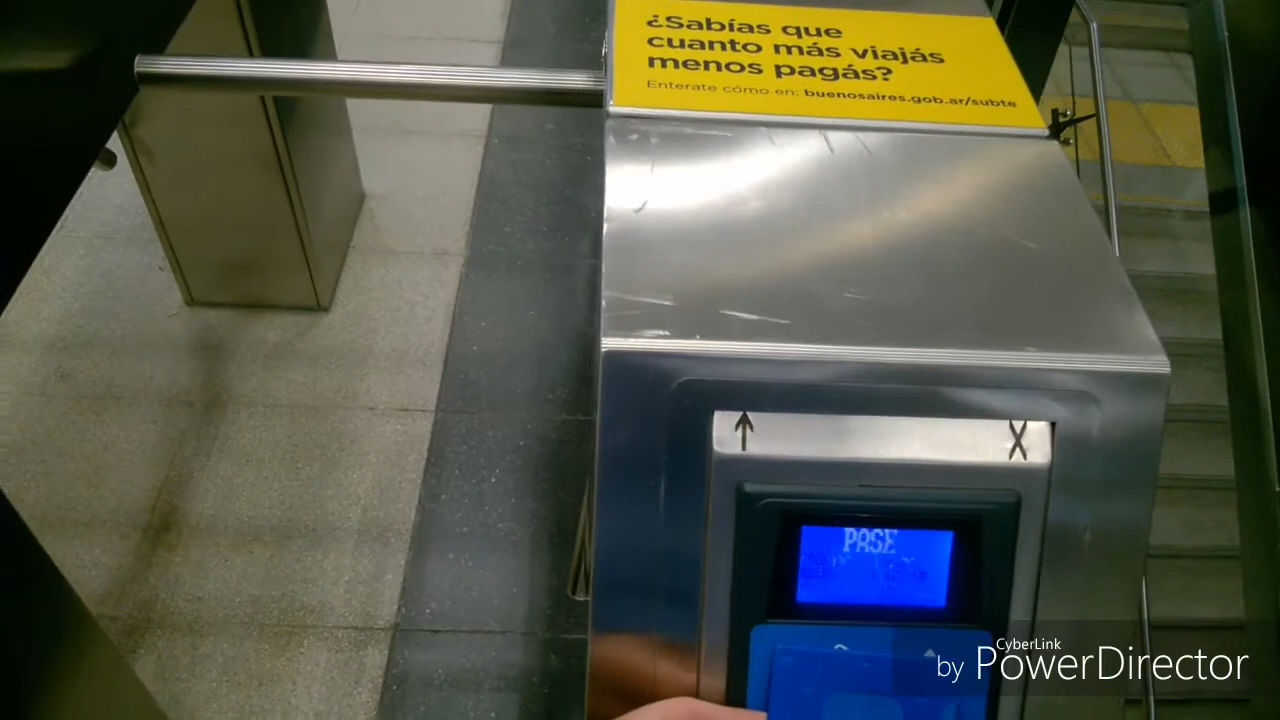 ¿Sabías que
cuanto más viajás
menos pagás?
Enterate cómo en: buenosaires.gob.ar/subte
X
PASE
CyberLink
by PowerDirector